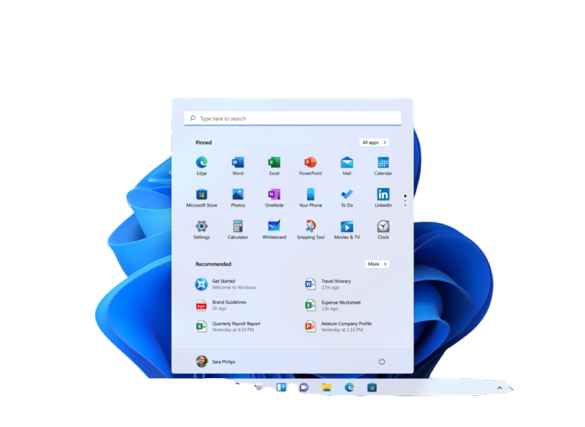 Type here to search
Pinned
All apps
Edge Word Excel PowerPoint Mail Calendar
Microsoft Store Photos OneNote Your Phone To Do LinkedIn
Settings Calculator Whiteboard Snipping Tool Movies & TV Clock
Recommended
More
Get Started
Welcome to Windows
Travel Itinerary
17m ago
Brand Guidelines
2h ago
Expense Worksheet
12h ago
Quarterly Payroll Report
Yesterday at 4:24 PM
Adatum Company Profile
Yesterday at 1:15 PM
Sara Philips